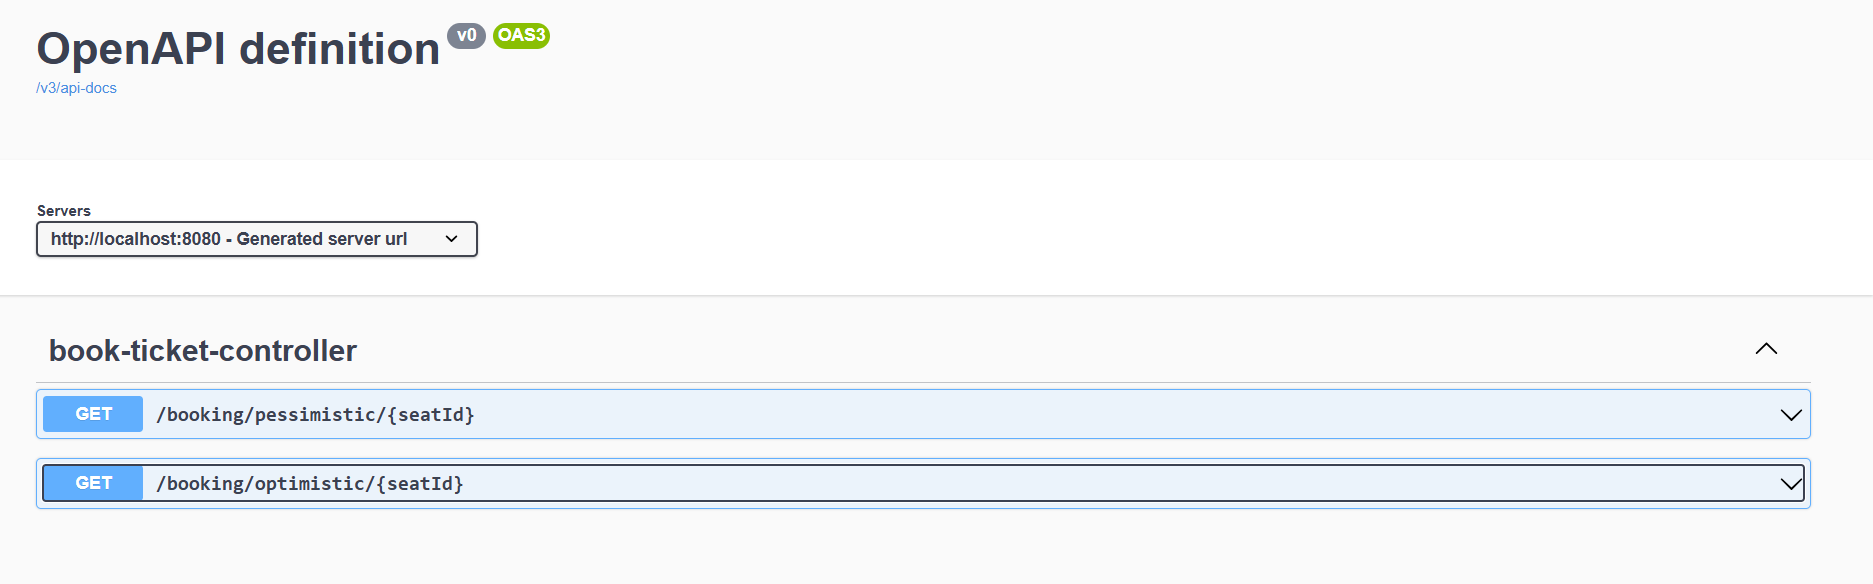 OpenAPI definition v0 OAS3
/v3/api-docs
Servers
http://localhost:8080 - Generated server url
book-ticket-controller
GET /booking/pessimistic/{seatId}
GET /booking/optimistic/{seatId}